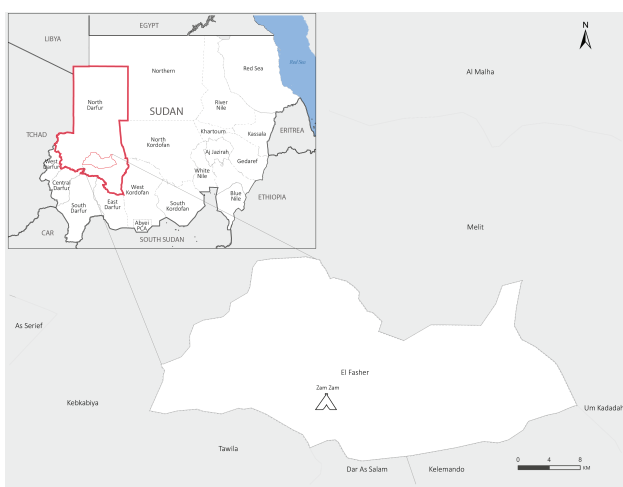 LIBYA
EGYPT
N
Northern
Red Sea
Red Sea
Al Malha
North
Darfur
SUDAN
River
Nile
TCHAD
Khartoum
Kassala
ERITREA
North
Kordofan
Aj Jazirah
Gedaref
West
Darfur
White
Nile
Central
Darfur
West
Kordofan
ETHIOPIA
Blue
Nile
South
Darfur
East
Darfur
South
Kordofan
Abyei
PCA
CAR
SOUTH SUDAN
Melit
As Serief
El Fasher
Zam Zam
Kebkabiya
Um Kadadah
Tawila
Dar As Salam
Kelemando
0 4 8
KM